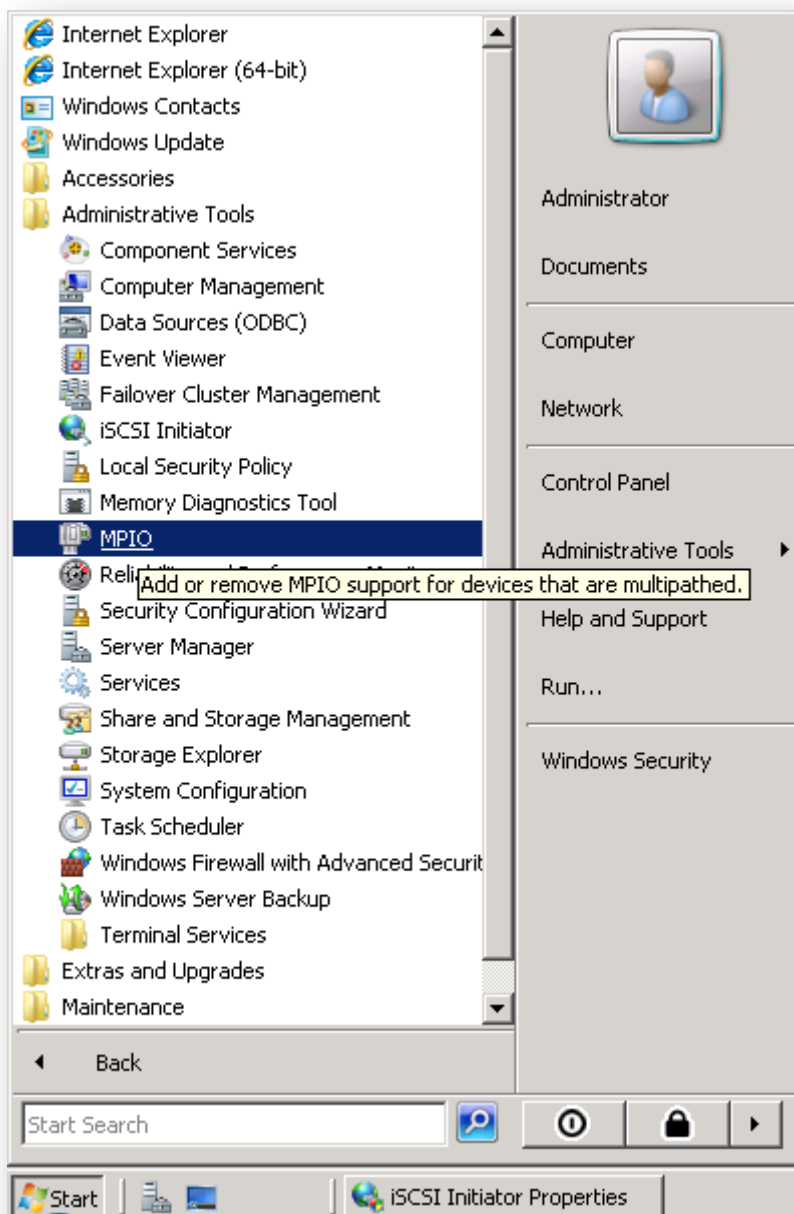 Internet Explorer
Internet Explorer (64-bit)
Windows Contacts
Windows Update
Accessories
Administrative Tools
Component Services
Computer Management
Data Sources (ODBC)
Event Viewer
Failover Cluster Management
iSCSI Initiator
Local Security Policy
Memory Diagnostics Tool
MPIO
Add or remove MPIO support for devices that are multipathed.
Security Configuration Wizard
Server Manager
Services
Share and Storage Management
Storage Explorer
System Configuration
Task Scheduler
Windows Firewall with Advanced Securit
Windows Server Backup
Terminal Services
Extras and Upgrades
Maintenance
Back
Start Search
Administrator
Documents
Computer
Network
Control Panel
Administrative Tools
Help and Support
Run...
Windows Security
Start
iSCSI Initiator Properties